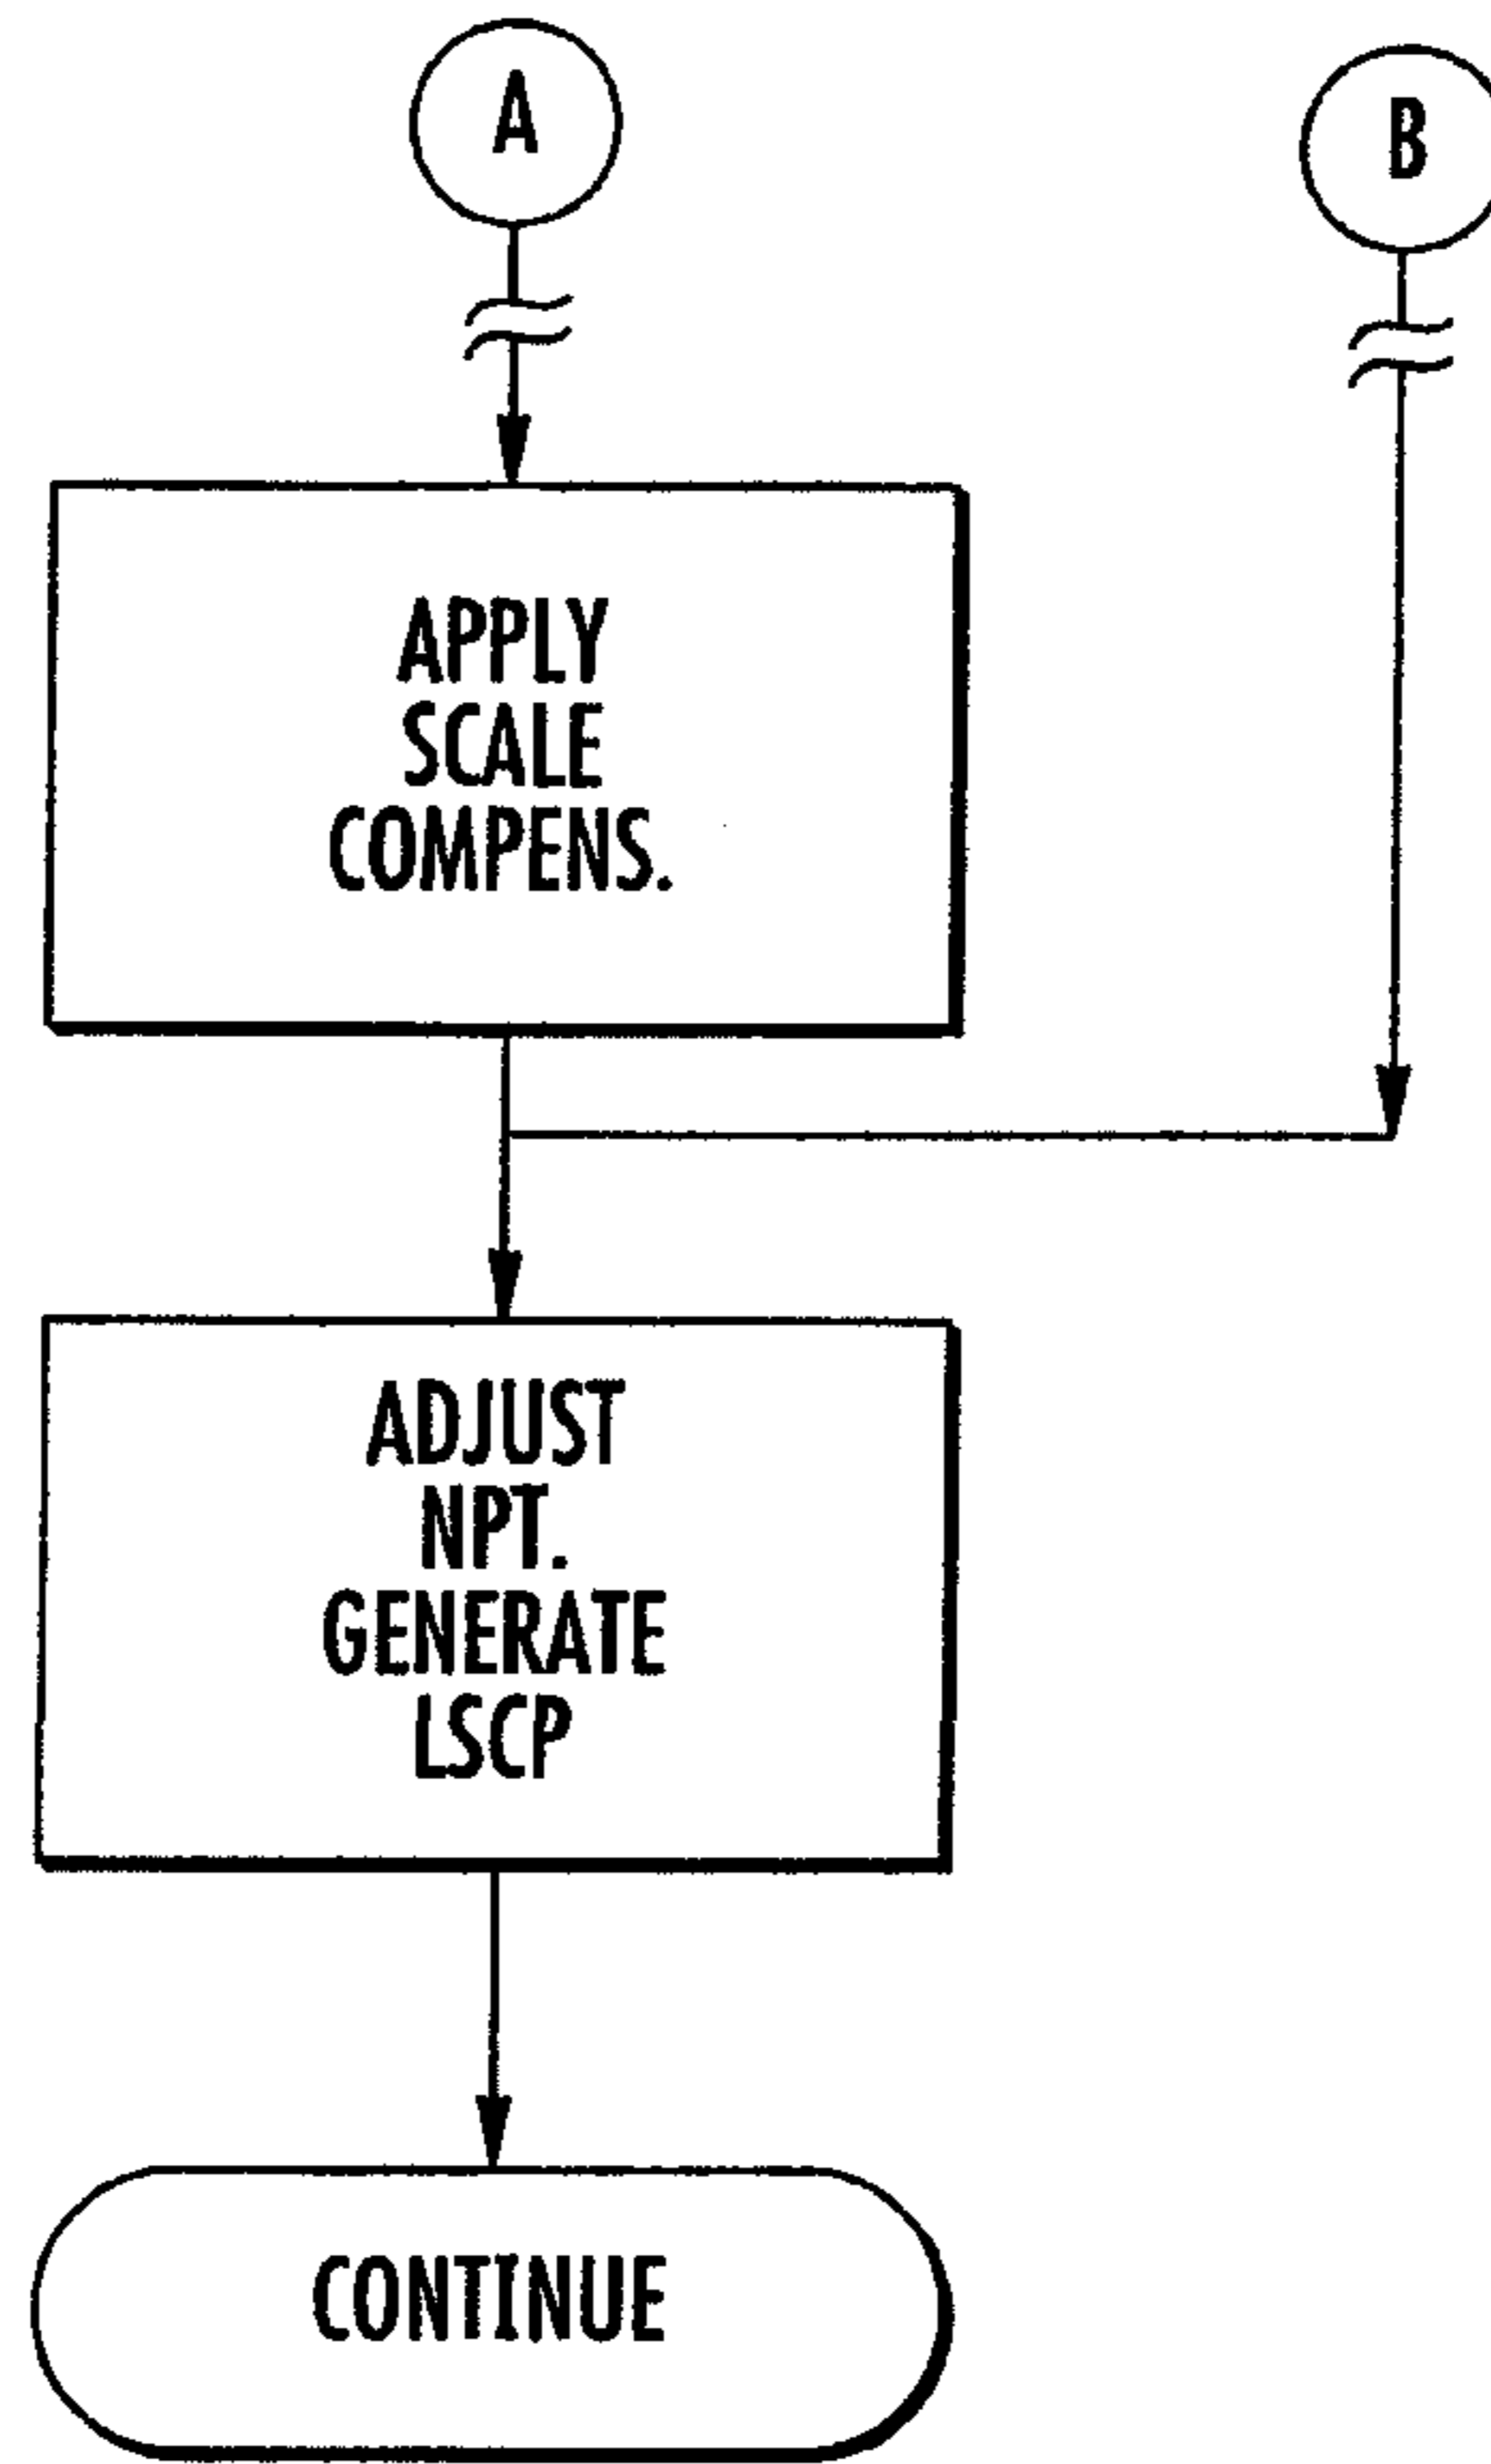 A
B
APPLY
SCALE
COMPENS.
ADJUST
NPT.
GENERATE
LSCP
CONTINUE